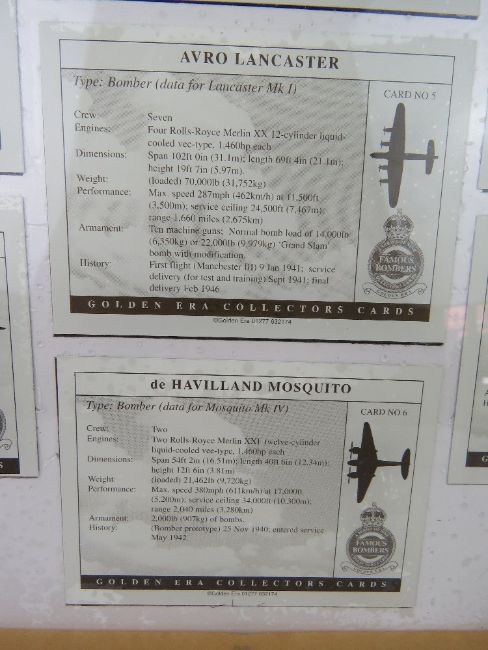 AVRO LANCASTER
Type: Bomber (data for Lancaster Mk I)
CARD NO 5
Crew: Seven
Engines: Four Rolls-Royce Merlin XX 12-cylinder liquid-
cooled vee-type, 1,460hp each
Dimensions: Span 102ft 0in (31.1m); length 69ft 4in (21.1m);
height 19ft 7in (5.97m).
Weight: (loaded) 70,000lb (31,752kg)
Performance: Max. speed 287mph (462km/h) at 11,500ft
(3,500m); service ceiling 24,500ft (7,467m);
range 1,660 miles (2,675km)
Armament: Ten machine guns; Normal bomb load of 14,000lb
(6,350kg) or 22,000lb (9,979kg) 'Grand Slam'
bomb with modification.
History: First flight (Manchester III) 9 Jan 1941; service
delivery (for test and training) Sept 1941; final
delivery Feb 1946
FAMOUS
BOMBERS
GOLDEN ERA
GOLDEN ERA COLLECTORS CARDS
©Golden Era 01277 632174
de HAVILLAND MOSQUITO
Type: Bomber (data for Mosquito Mk IV)
CARD NO 6
Crew: Two
Engines: Two Rolls-Royce Merlin XXI twelve-cylinder
liquid-cooled vee-type, 1,460hp each
Dimensions: Span 54ft 2in (16.51m); length 40ft 6in (12.34m);
height 12ft 6in (3.81m)
Weight: (loaded) 21,462lb (9,720kg)
Performance: Max. speed 380mph (611km/h) at 17,000ft
(5,200m); service ceiling 34,000ft (10,300m);
range 2,040 miles (3,280km)
Armament: 2,000lb (907kg) of bombs.
History: (Bomber prototype) 25 Nov 1940; entered service
May 1942
FAMOUS
BOMBERS
GOLDEN ERA COLLECTORS CARDS
©Golden Era 01277 632174